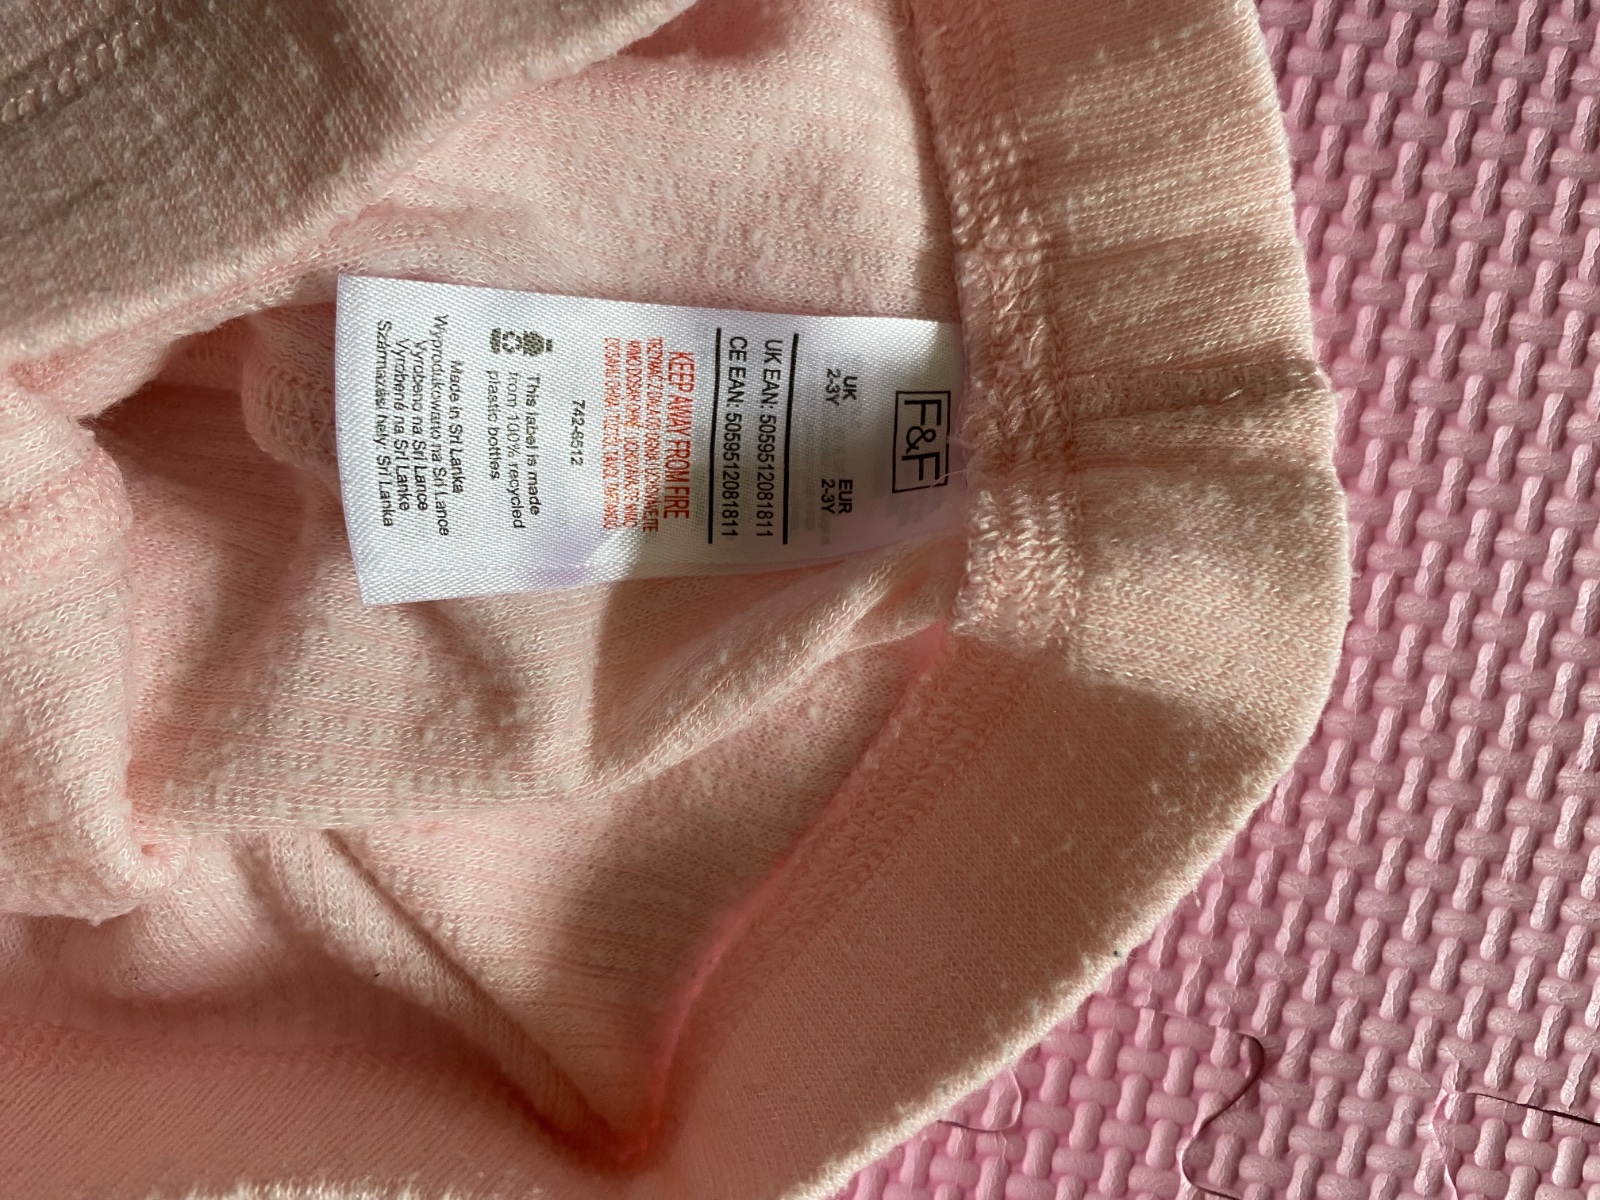 F&F
UK EUR
2-3Y 2-3Y
UK EAN: 5059512081811
CE EAN: 5059512081811
KEEP AWAY FROM FIRE
742-6212
This label is made
from 100% recycled
plastic bottles
Made in Sri Lanka
Wyprodukowano na Sri Lance
Vyrobeno na Srí Lance
Vyrobené na Srí Lanke
Származási hely Srí Lanka